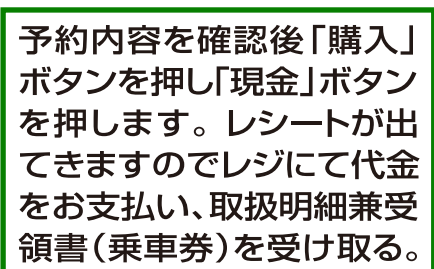 予約内容を確認後「購入」
ボタンを押し「現金」ボタン
を押します。レシートが出
てきますのでレジにて代金
をお支払い、取扱明細兼受
領書(乗車券)を受け取る。